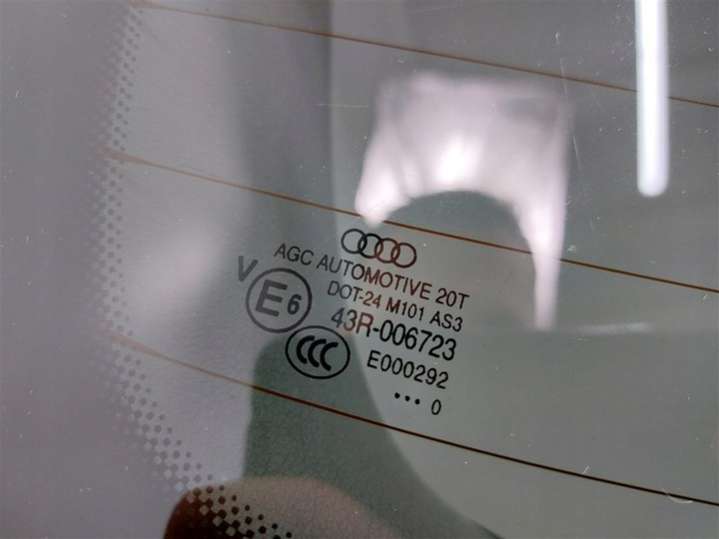 AGC AUTOMOTIVE 20T
V
DOT-24 M101 AS3
E6
43R-006723
CCC
E000292
••• 0